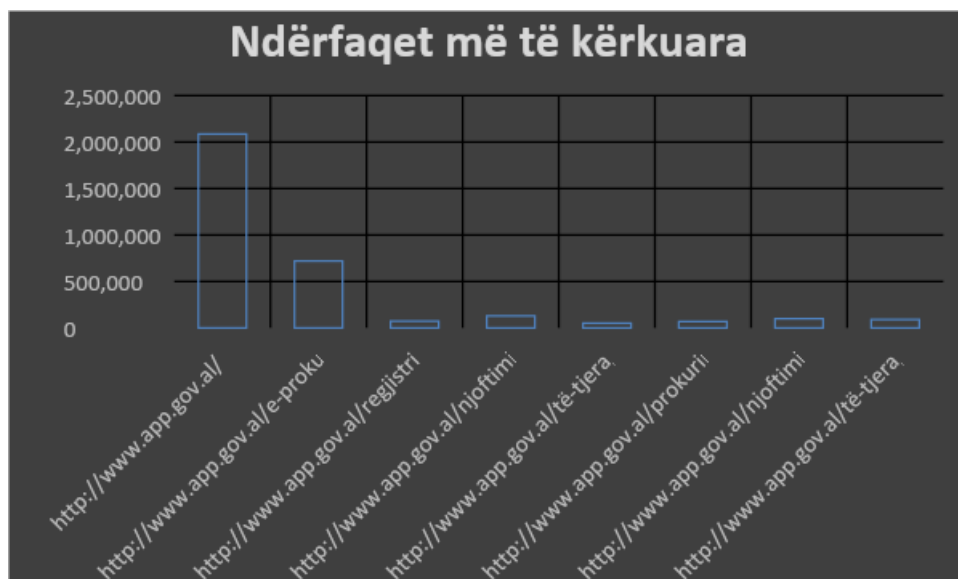 Ndërfaqet më të kërkuara
2,500,000
2,000,000
1,500,000
1,000,000
500,000
0
http://www.app.gov.al/
http://www.app.gov.al/e-proku
http://www.app.gov.al/regjistri
http://www.app.gov.al/njoftimi
http://www.app.gov.al/të-tjera/
http://www.app.gov.al/prokurii
http://www.app.gov.al/njoftimi
http://www.app.gov.al/të-tjera/